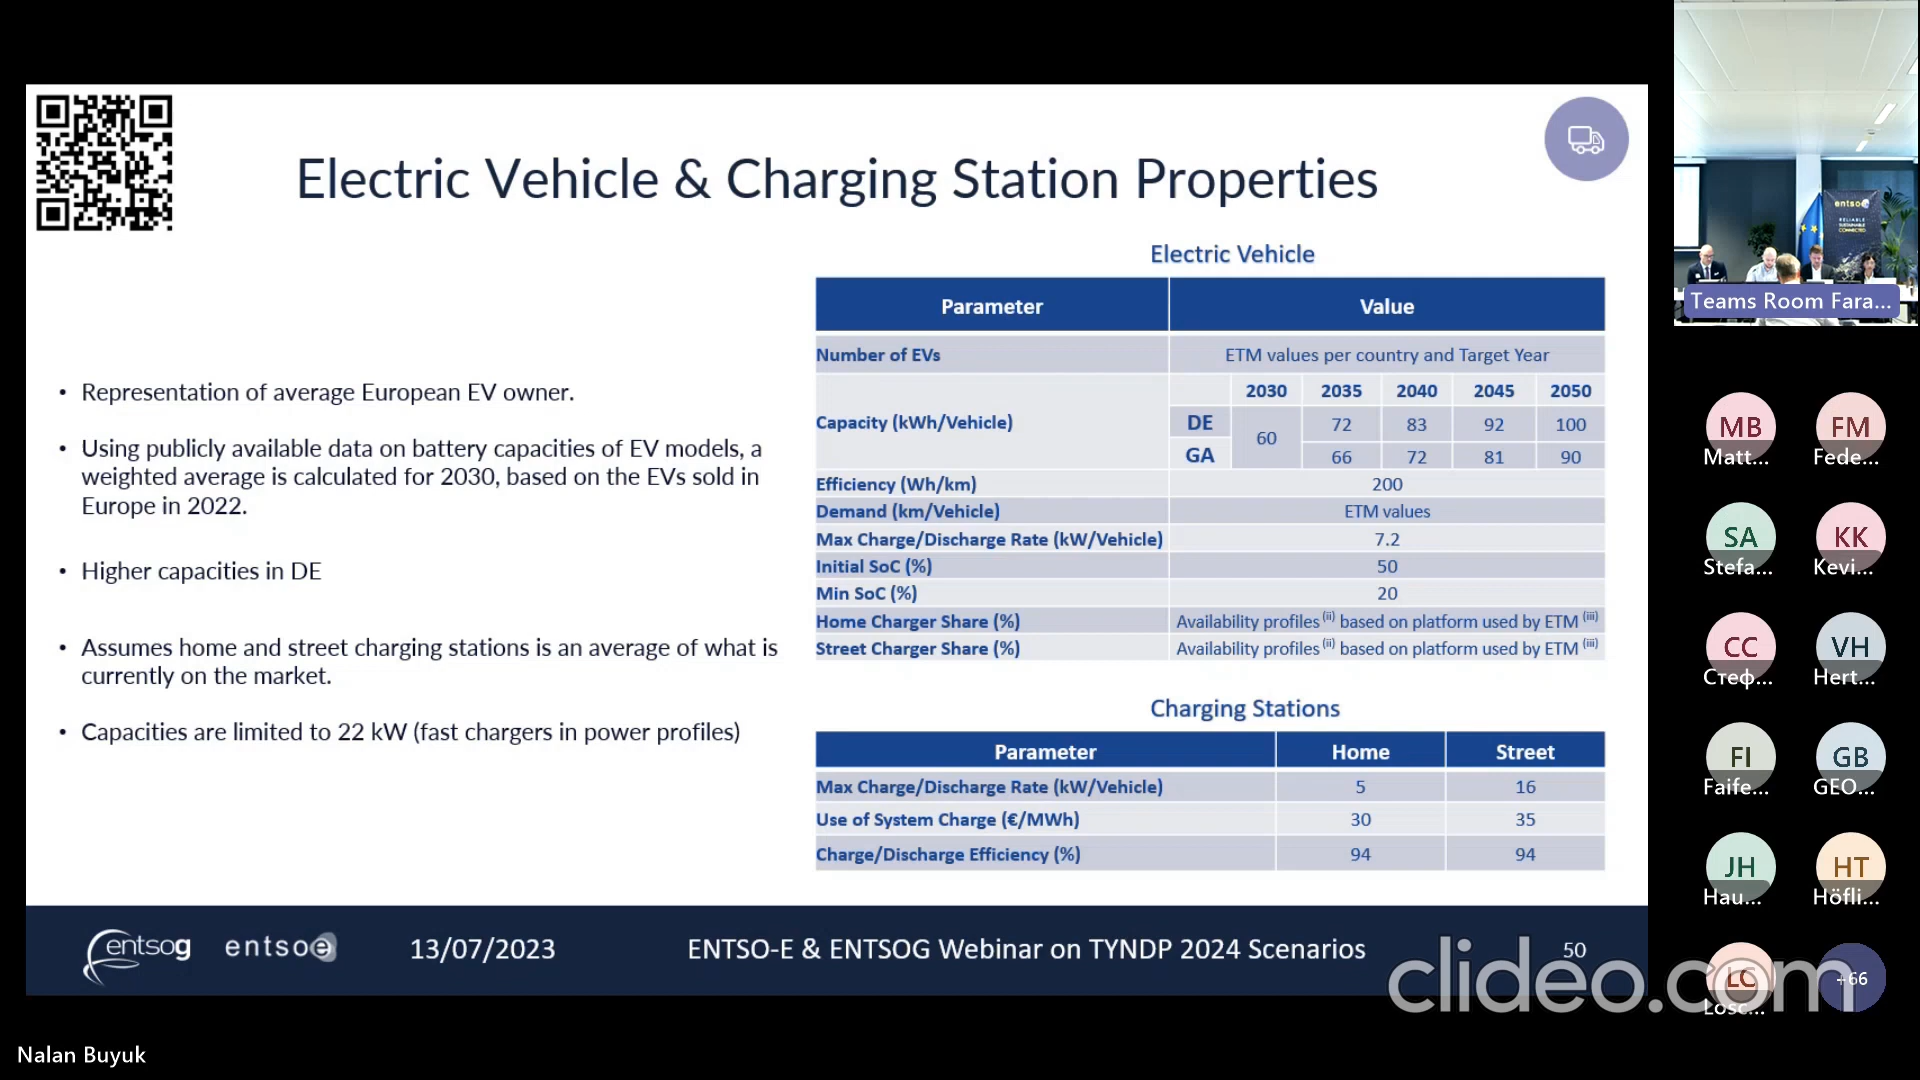 Electric Vehicle & Charging Station Properties
• Representation of average European EV owner.
• Using publicly available data on battery capacities of EV models, a
weighted average is calculated for 2030, based on the EVs sold in
Europe in 2022.
• Higher capacities in DE
• Assumes home and street charging stations is an average of what is
currently on the market.
• Capacities are limited to 22 kW (fast chargers in power profiles)
Electric Vehicle
Parameter Value
Number of EVs ETM values per country and Target Year
2030 2035 2040 2045 2050
Capacity (kWh/Vehicle) DE 60 72 83 92 100
GA 66 72 81 90
Efficiency (Wh/km) 200
Demand (km/Vehicle) ETM values
Max Charge/Discharge Rate (kW/Vehicle) 7.2
Initial SoC (%) 50
Min SoC (%) 20
Home Charger Share (%) Availability profiles (ii) based on platform used by ETM (iii)
Street Charger Share (%) Availability profiles (ii) based on platform used by ETM (iii)
Charging Stations
Parameter Home Street
Max Charge/Discharge Rate (kW/Vehicle) 5 16
Use of System Charge (€/MWh) 30 35
Charge/Discharge Efficiency (%) 94 94
entsog entsoe 13/07/2023 ENTSO-E & ENTSOG Webinar on TYNDP 2024 Scenarios 50
entsoe
RELIABLE
SUSTAINABLE
CONNECTED
Teams Room Fara...
MB FM
Matt... Fede...
SA KK
Stefa... Kevi...
CC VH
Стеф... Hert...
FI GB
Faife... GEO...
JH HT
Hau... Höfli...
LC +66
Losc...
clideo.com
Nalan Buyuk